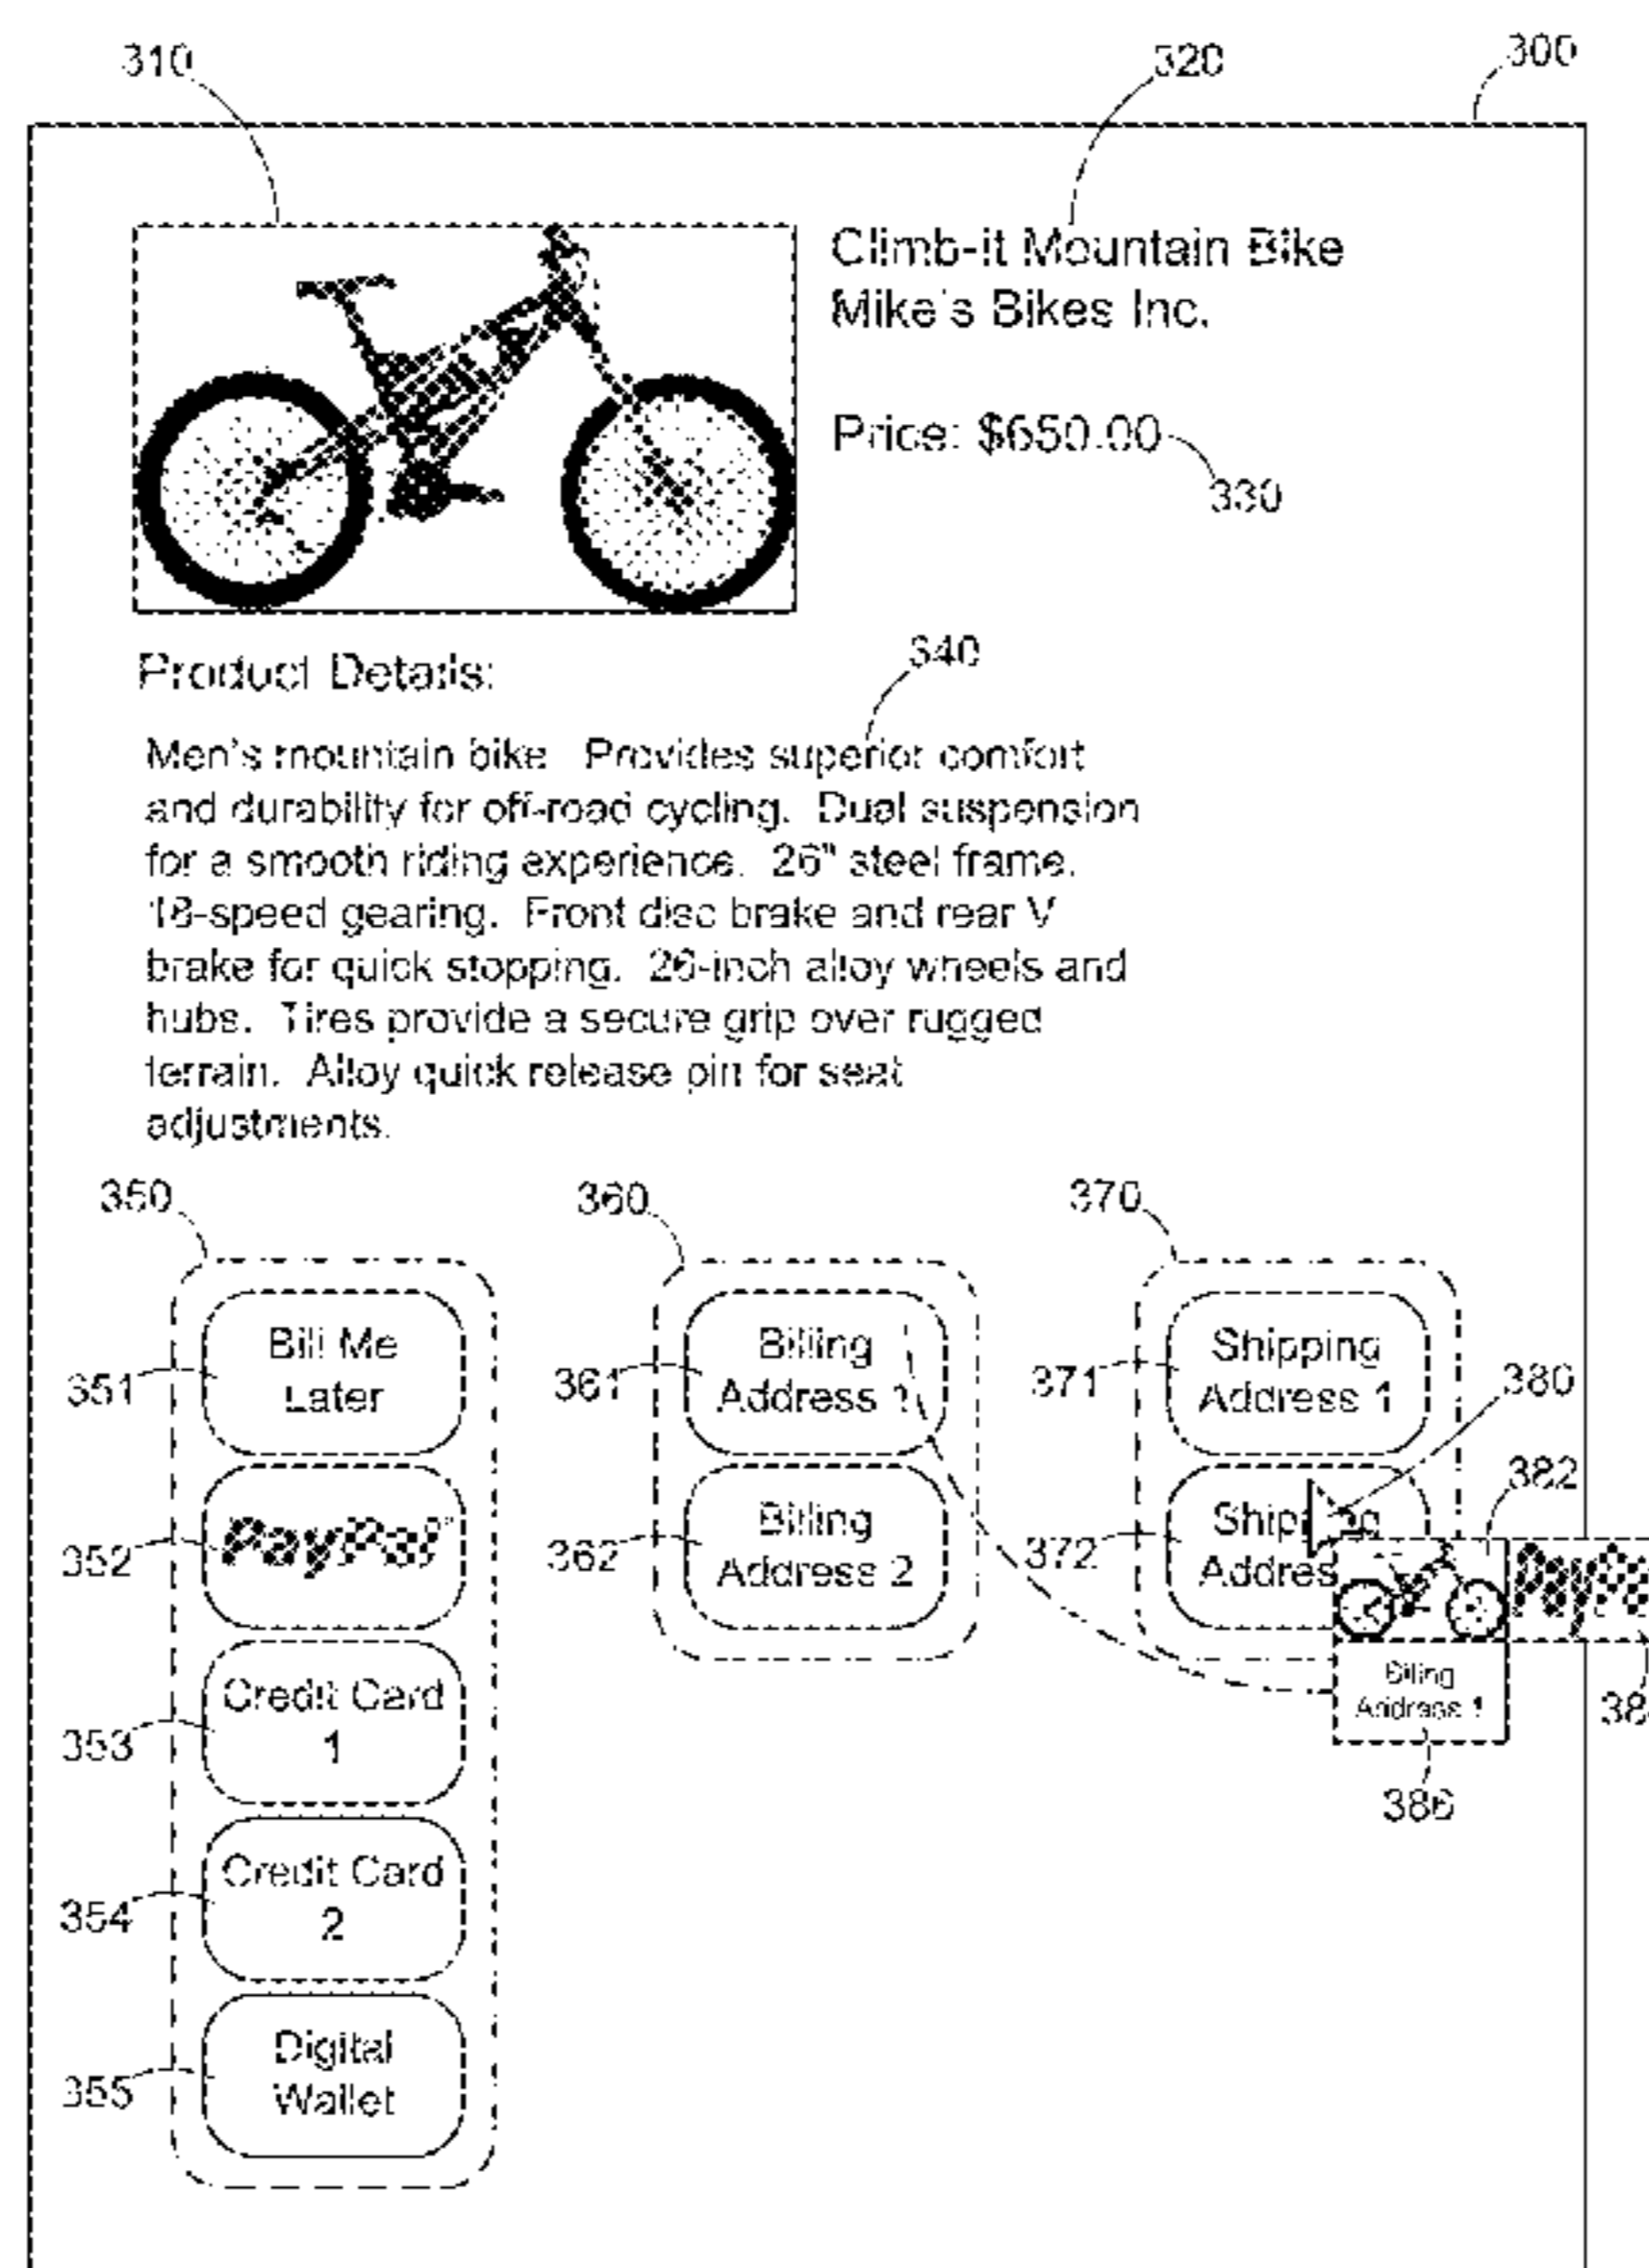 310
320
300
Climb-it Mountain Bike
Mike's Bikes Inc.
Price: $650.00
330
Product Details:
340
Men's mountain bike. Provides superior comfort
and durability for off-road cycling. Dual suspension
for a smooth riding experience. 26" steel frame.
18-speed gearing. Front disc brake and rear V
brake for quick stopping. 26-inch alloy wheels and
hubs. Tires provide a secure grip over rugged
terrain. Alloy quick release pin for seat
adjustments.
350
360
370
Bill Me
Later
351
Billing
Address 1
361
Shipping
Address 1
371
380
382
PayPal
352
Billing
Address 2
362
372
Credit Card
1
353
Billing
Address 1
386
Credit Card
2
354
Digital
Wallet
355